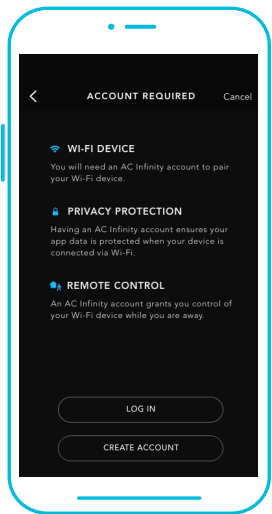 ACCOUNT REQUIRED Cancel
WI-FI DEVICE
You will need an AC Infinity account to pair
your Wi-Fi device.
PRIVACY PROTECTION
Having an AC Infinity account ensures your
app data is protected when your device is
connected via Wi-Fi.
REMOTE CONTROL
An AC Infinity account grants you control of
your Wi-Fi device while you are away.
LOG IN
CREATE ACCOUNT